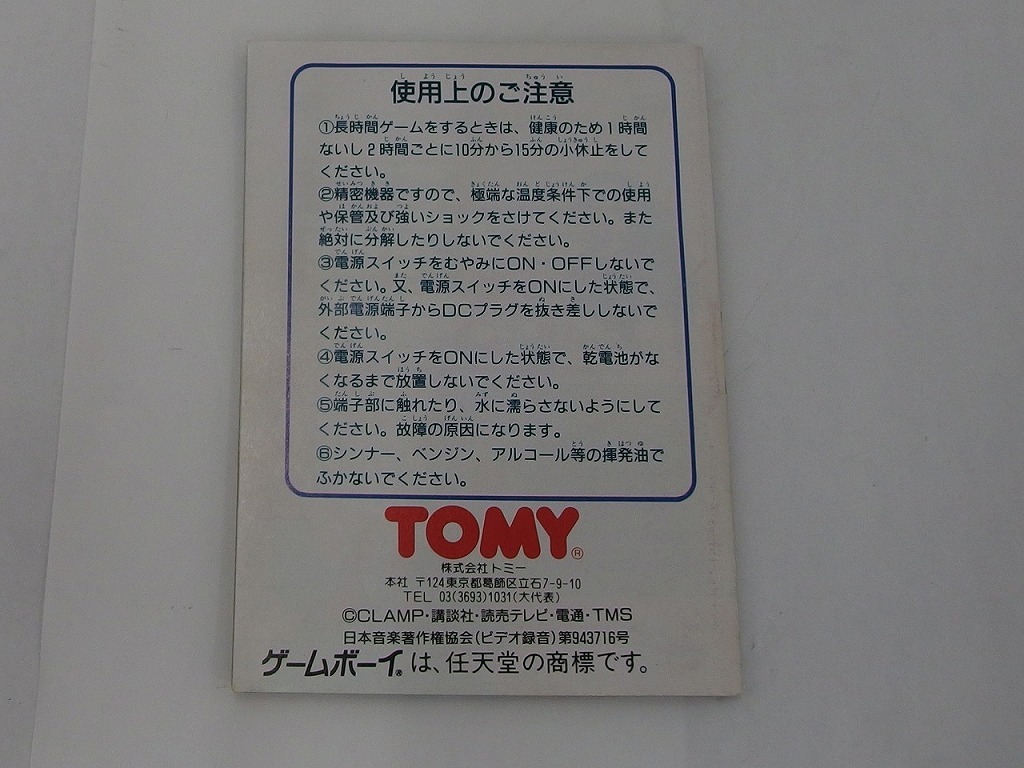 使用上のご注意
①長時間ゲームをするときは、健康のため1時間
ないし2時間ごとに10分から15分の小休止をして
ください。
②精密機器ですので、極端な温度条件下での使用
や保管及び強いショックをさけてください。また
絶対に分解したりしないでください。
③電源スイッチをむやみにON・OFFしないで
ください。又、電源スイッチをONにした状態で、
外部電源端子からDCプラグを抜き差ししないで
ください。
④電源スイッチをONにした状態で、乾電池がな
くなるまで放置しないでください。
⑤端子部に触れたり、水に濡らさないようにして
ください。故障の原因になります。
⑥シンナー、ベンジン、アルコール等の揮発油で
ふかないでください。
TOMY®
株式会社トミー
本社 〒124東京都葛飾区立石7-9-10
TEL 03(3693)1031(大代表)
©CLAMP・講談社・読売テレビ・電通・TMS
日本音楽著作権協会(ビデオ録音)第943716号
ゲームボーイ®は、任天堂の商標です。